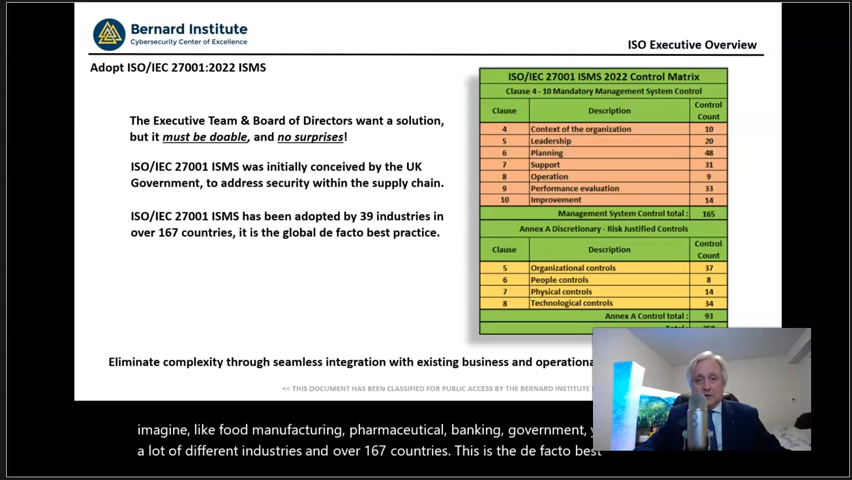 Bernard Institute
Cybersecurity Center of Excellence
ISO Executive Overview
Adopt ISO/IEC 27001:2022 ISMS
The Executive Team & Board of Directors want a solution,
but it must be doable, and no surprises!
ISO/IEC 27001 ISMS was initially conceived by the UK
Government, to address security within the supply chain.
ISO/IEC 27001 ISMS has been adopted by 39 industries in
over 167 countries, it is the global de facto best practice.
ISO/IEC 27001 ISMS 2022 Control Matrix
Clause 4 - 10 Mandatory Management System Control
Clause Description Control Count
4 Context of the organization 10
5 Leadership 20
6 Planning 48
7 Support 31
8 Operation 9
9 Performance evaluation 33
10 Improvement 14
Management System Control total : 165
Annex A Discretionary - Risk Justified Controls
Clause Description Control Count
5 Organizational controls 37
6 People controls 8
7 Physical controls 14
8 Technological controls 34
Annex A Control total : 93
Eliminate complexity through seamless integration with existing business and operationa
<< THIS DOCUMENT HAS BEEN CLASSIFIED FOR PUBLIC ACCESS BY THE BERNARD INSTITUTE
imagine, like food manufacturing, pharmaceutical, banking, government,
a lot of different industries and over 167 countries. This is the de facto best